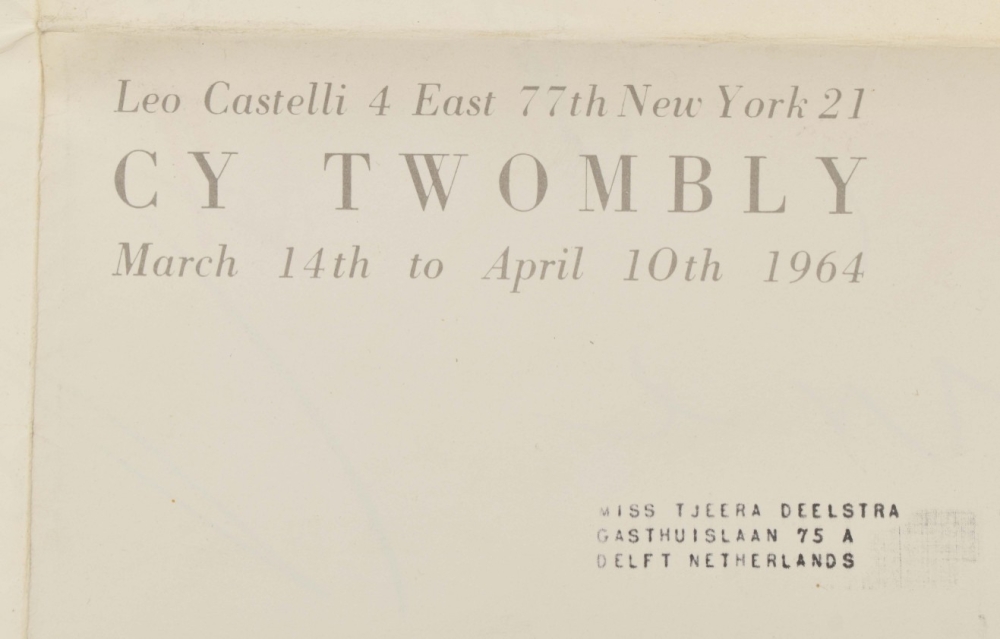 Leo Castelli 4 East 77th New York 21
CY TWOMBLY
March 14th to April 10th 1964
MISS TJEERA DEELSTRA
GASTHUISLAAN 75 A
DELFT NETHERLANDS